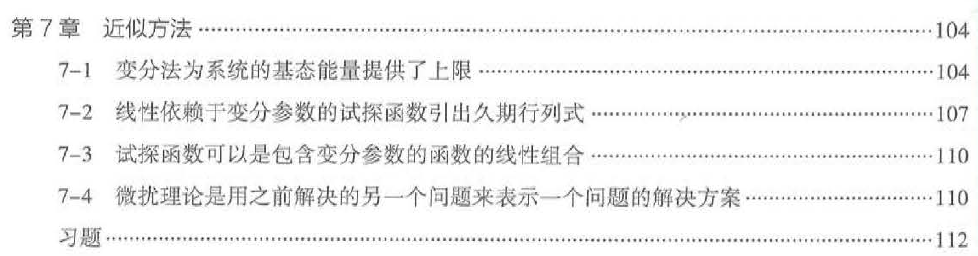 第7章 近似方法……………………………………………………104
7-1 变分法为系统的基态能量提供了上限……………………………………104
7-2 线性依赖于变分参数的试探函数引出久期行列式……………………………107
7-3 试探函数可以是包含变分参数的函数的线性组合……………………………110
7-4 微扰理论是用之前解决的另一个问题来表示一个问题的解决方案………………110
习题……………………………………………………………112